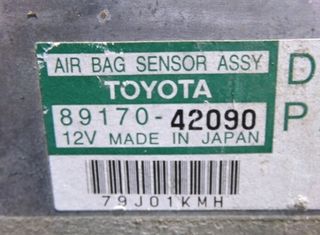 AIR BAG SENSOR ASSY D
TOYOTA
89170-42090 P
12V MADE IN JAPAN
79J01KMH